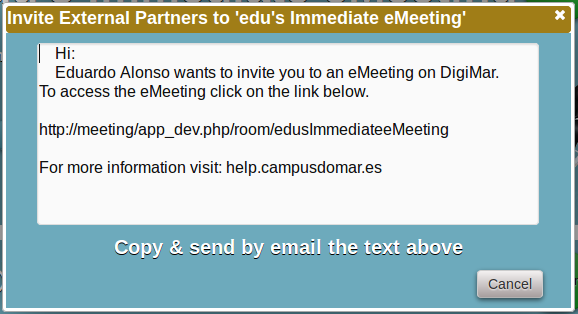 Invite External Partners to 'edu's Immediate eMeeting'
Hi:
Eduardo Alonso wants to invite you to an eMeeting on DigiMar.
To access the eMeeting click on the link below.
http://meeting/app_dev.php/room/edusImmediateeMeeting
For more information visit: help.campusdomar.es
Copy & send by email the text above
Cancel